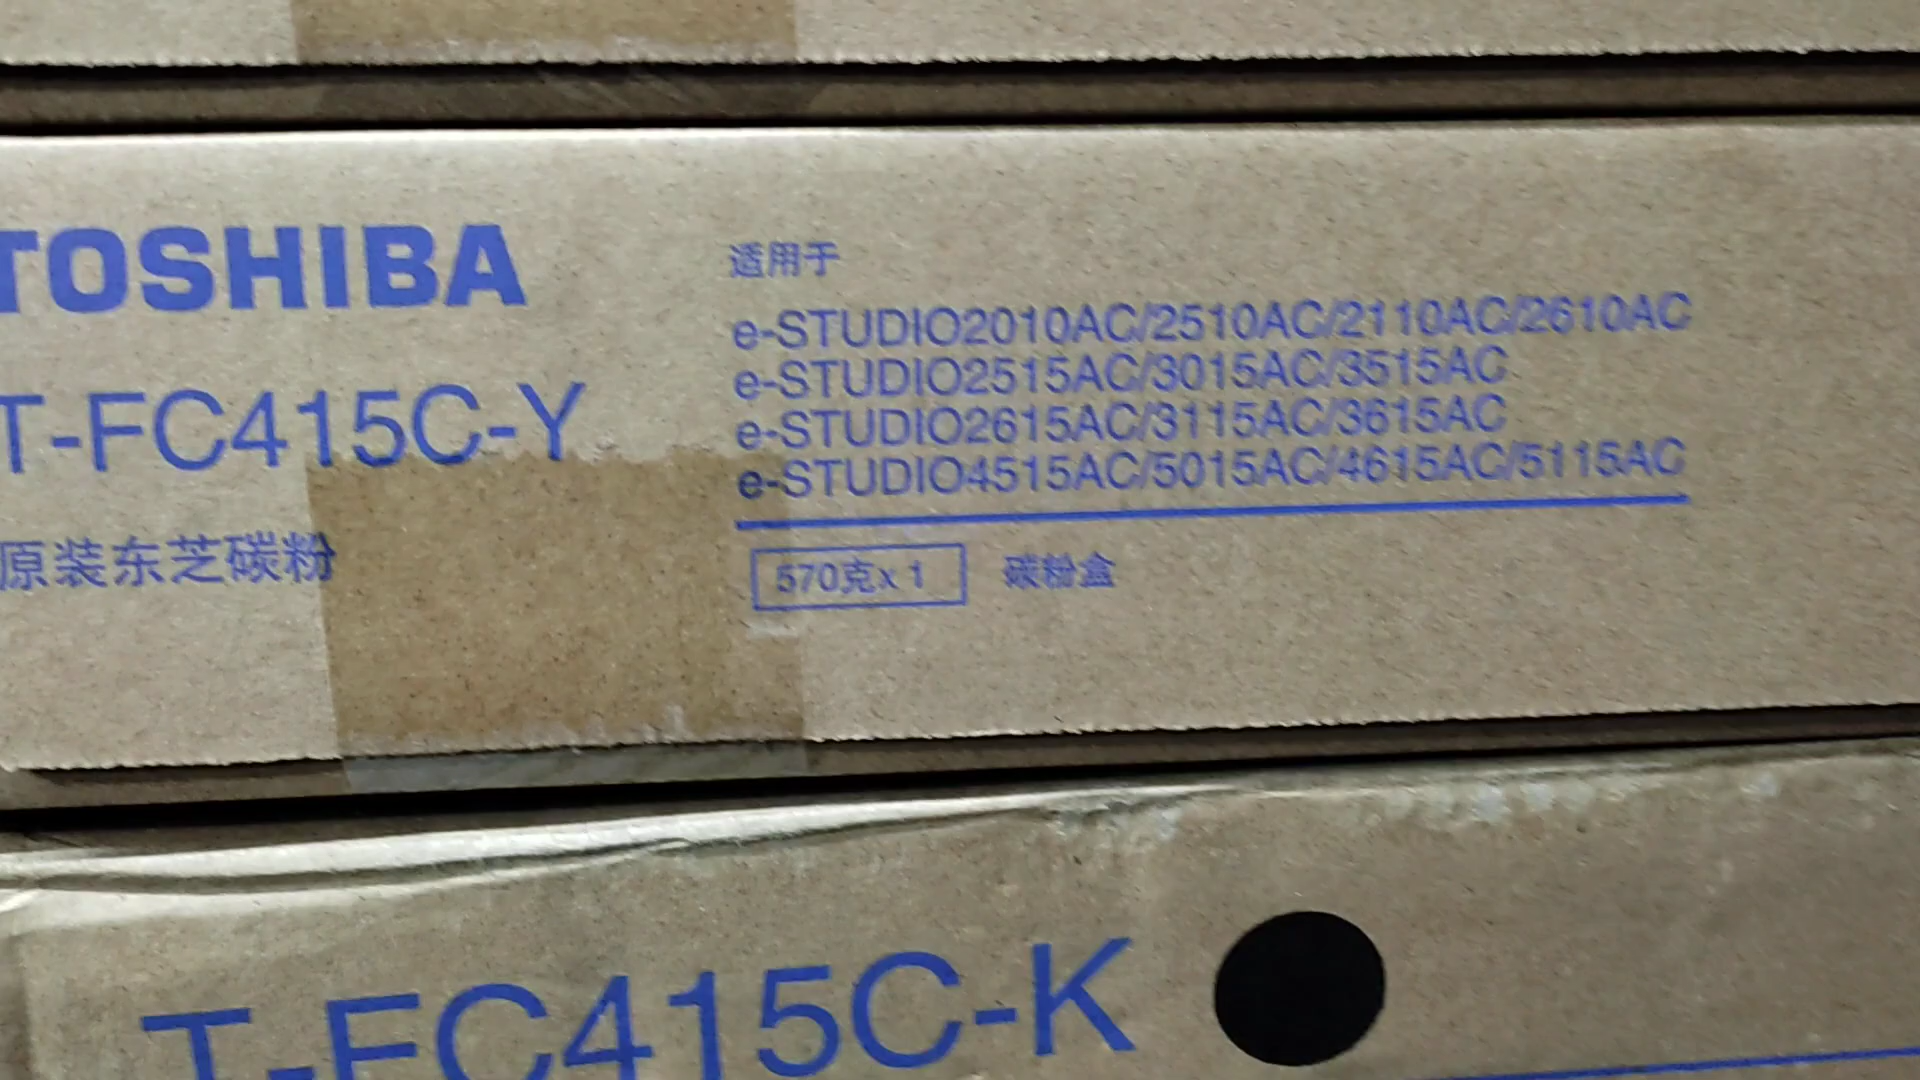 TOSHIBA
T-FC415C-Y
原装东芝碳粉
适用于
e-STUDIO2010AC/2510AC/2110AC/2610AC
e-STUDIO2515AC/3015AC/3515AC
e-STUDIO2615AC/3115AC/3615AC
e-STUDIO4515AC/5015AC/4615AC/5115AC
570克x1 碳粉盒
T-FC415C-K